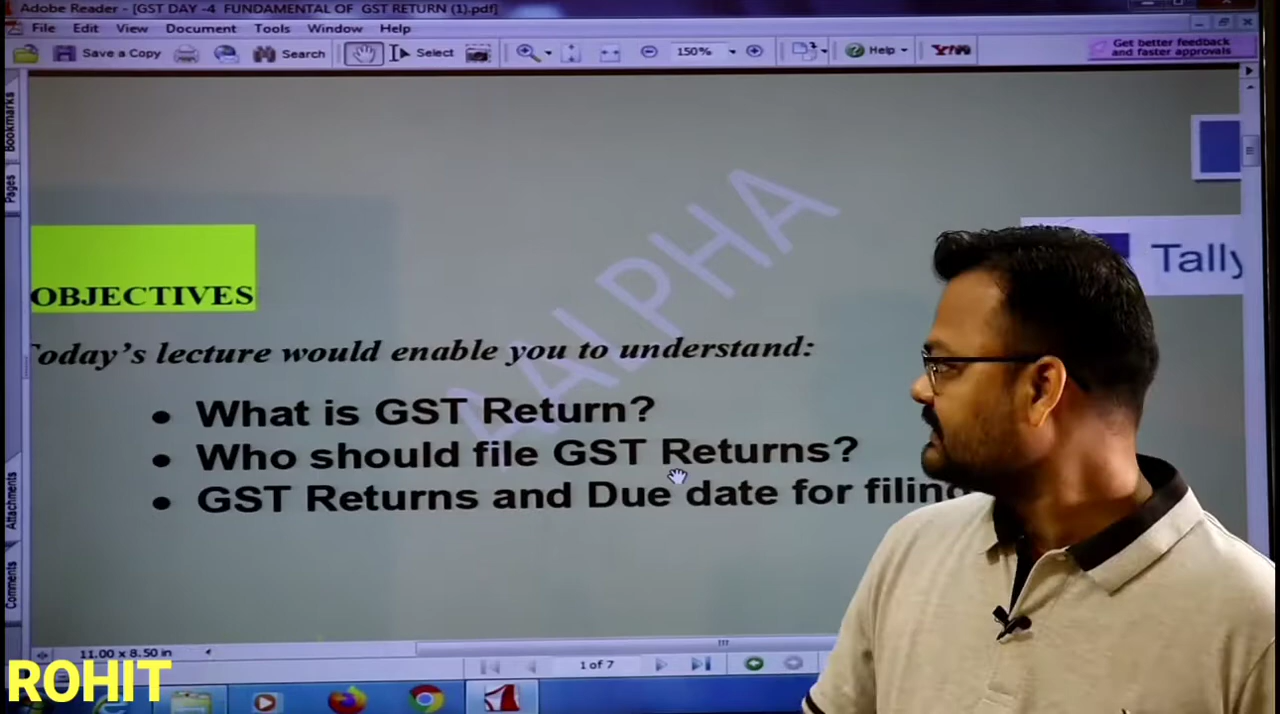 Adobe Reader - [GST DAY -4 FUNDAMENTAL OF GST RETURN (1).pdf]
File Edit View Document Tools Window Help
Save a Copy Search Select 150% Help Y!
Get better feedback
and faster approvals
Bookmarks
Pages
AALPHA
Tally
OBJECTIVES
Today's lecture would enable you to understand:
• What is GST Return?
• Who should file GST Returns?
• GST Returns and Due date for filing
Attachments
Comments
11.00 x 8.50 in
1 of 7
ROHIT